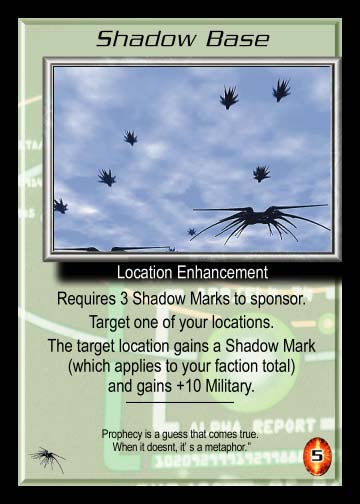 Shadow Base
Location Enhancement
Requires 3 Shadow Marks to sponsor.
Target one of your locations.
The target location gains a Shadow Mark
(which applies to your faction total)
and gains +10 Military.
Prophecy is a guess that comes true.
When it doesnt, it' s a metaphor."
ALPHA REPORT
5